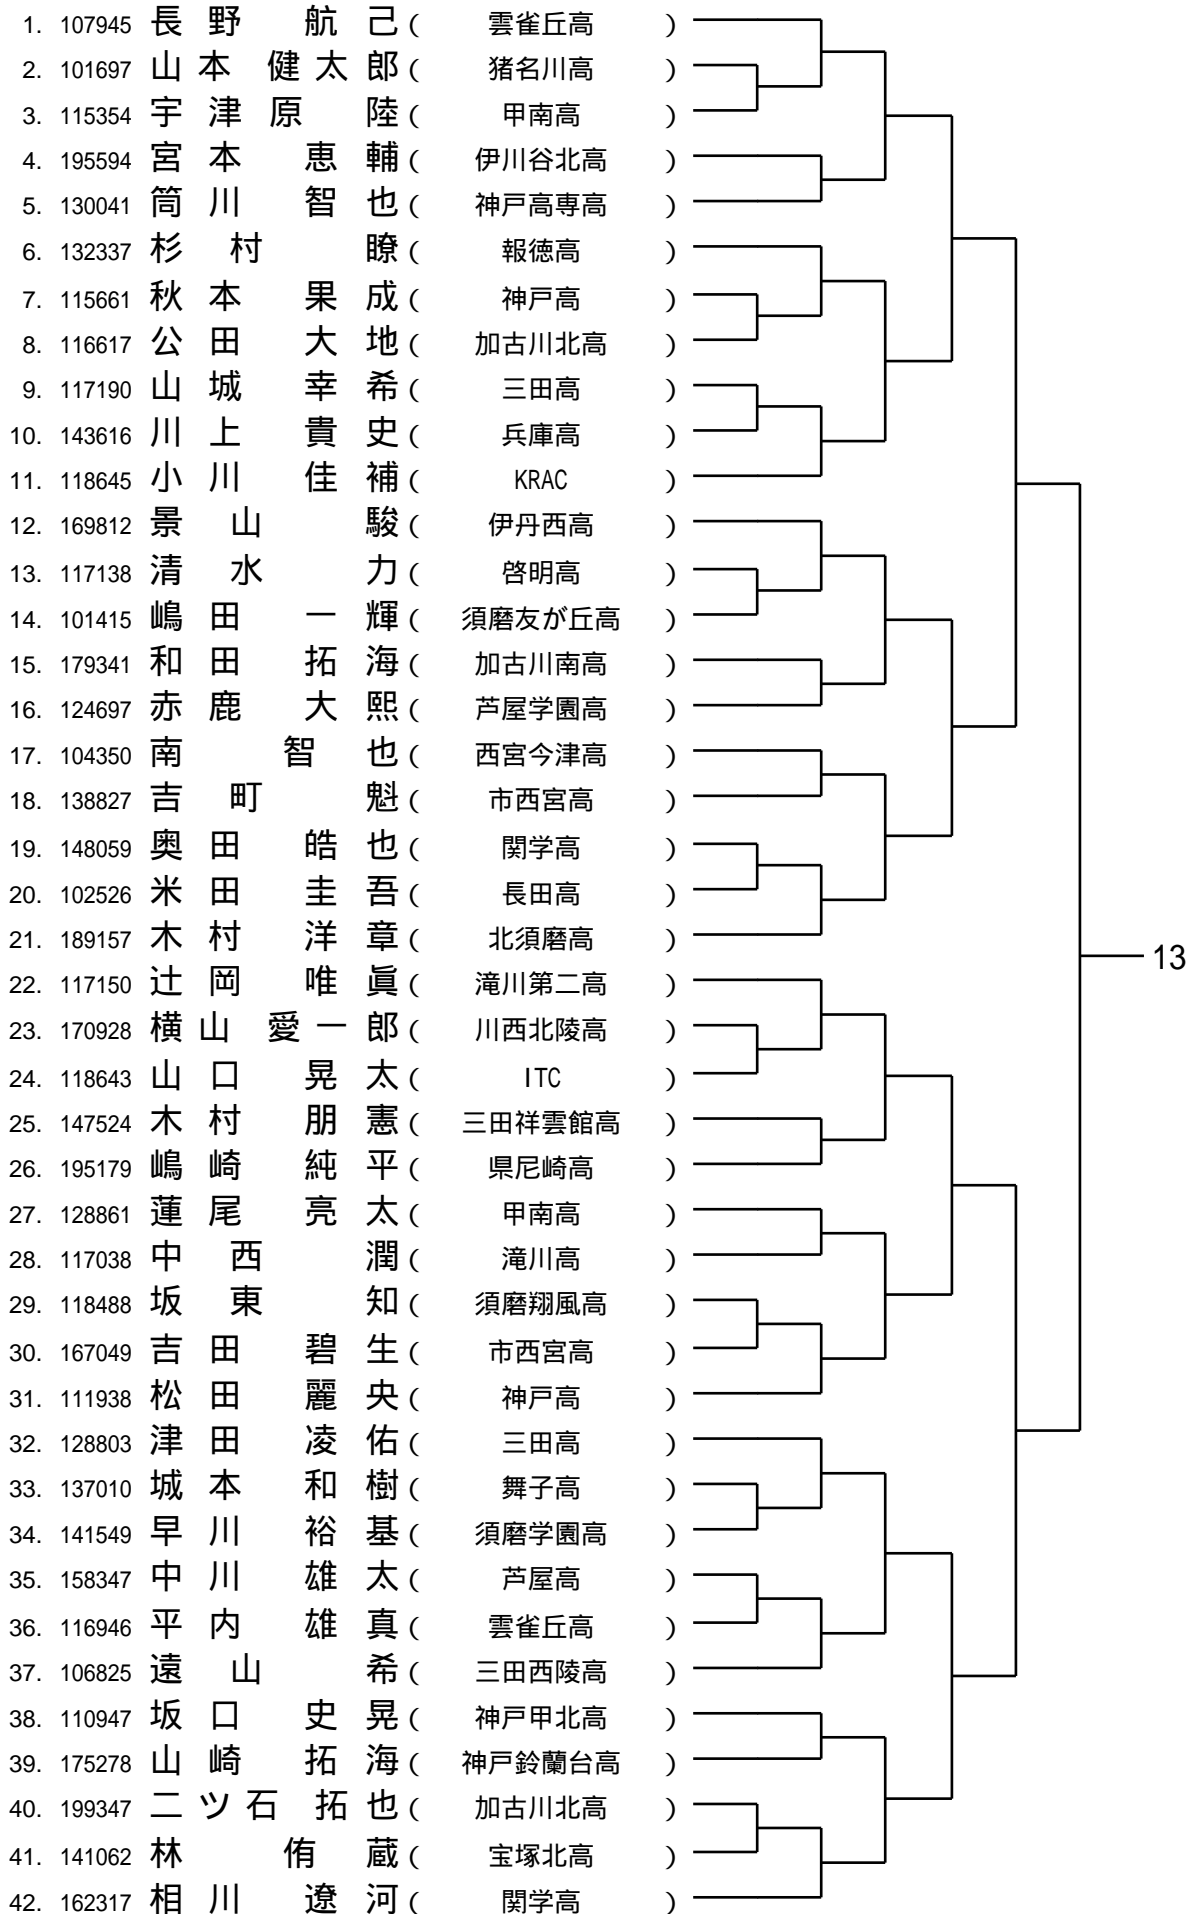 1. 107945 長野 航己 ( 雲雀丘高 )
2. 101697 山本 健太郎 ( 猪名川高 )
3. 115354 宇津原 陸 ( 甲南高 )
4. 195594 宮本 恵輔 ( 伊川谷北高 )
5. 130041 筒川 智也 ( 神戸高専高 )
6. 132337 杉村 瞭 ( 報徳高 )
7. 115661 秋本 果成 ( 神戸高 )
8. 116617 公田 大地 ( 加古川北高 )
9. 117190 山城 幸希 ( 三田高 )
10. 143616 川上 貴史 ( 兵庫高 )
11. 118645 小川 佳補 ( KRAC )
12. 169812 景山 駿 ( 伊丹西高 )
13. 117138 清水 力 ( 啓明高 )
14. 101415 嶋田 一輝 ( 須磨友が丘高 )
15. 179341 和田 拓海 ( 加古川南高 )
16. 124697 赤鹿 大熙 ( 芦屋学園高 )
17. 104350 南 智也 ( 西宮今津高 )
18. 138827 吉町 魁 ( 市西宮高 )
19. 148059 奥田 皓也 ( 関学高 )
20. 102526 米田 圭吾 ( 長田高 )
21. 189157 木村 洋章 ( 北須磨高 )
13
22. 117150 辻岡 唯眞 ( 滝川第二高 )
23. 170928 横山 愛一郎 ( 川西北陵高 )
24. 118643 山口 晃太 ( ITC )
25. 147524 木村 朋憲 ( 三田祥雲館高 )
26. 195179 嶋崎 純平 ( 県尼崎高 )
27. 128861 蓮尾 亮太 ( 甲南高 )
28. 117038 中西 潤 ( 滝川高 )
29. 118488 坂東 知 ( 須磨翔風高 )
30. 167049 吉田 碧生 ( 市西宮高 )
31. 111938 松田 麗央 ( 神戸高 )
32. 128803 津田 凌佑 ( 三田高 )
33. 137010 城本 和樹 ( 舞子高 )
34. 141549 早川 裕基 ( 須磨学園高 )
35. 158347 中川 雄太 ( 芦屋高 )
36. 116946 平内 雄真 ( 雲雀丘高 )
37. 106825 遠山 希 ( 三田西陵高 )
38. 110947 坂口 史晃 ( 神戸甲北高 )
39. 175278 山崎 拓海 ( 神戸鈴蘭台高 )
40. 199347 二ツ石 拓也 ( 加古川北高 )
41. 141062 林 侑蔵 ( 宝塚北高 )
42. 162317 相川 遼河 ( 関学高 )